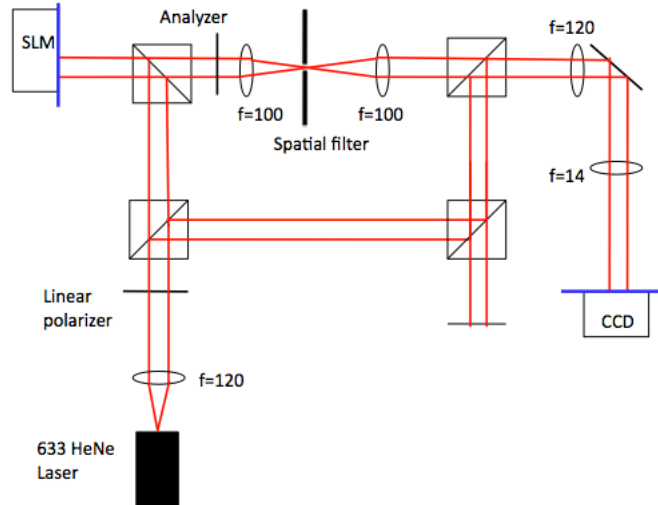 Analyzer
SLM
f=120
f=100
f=100
Spatial filter
f=14
Linear
polarizer
CCD
f=120
633 HeNe
Laser